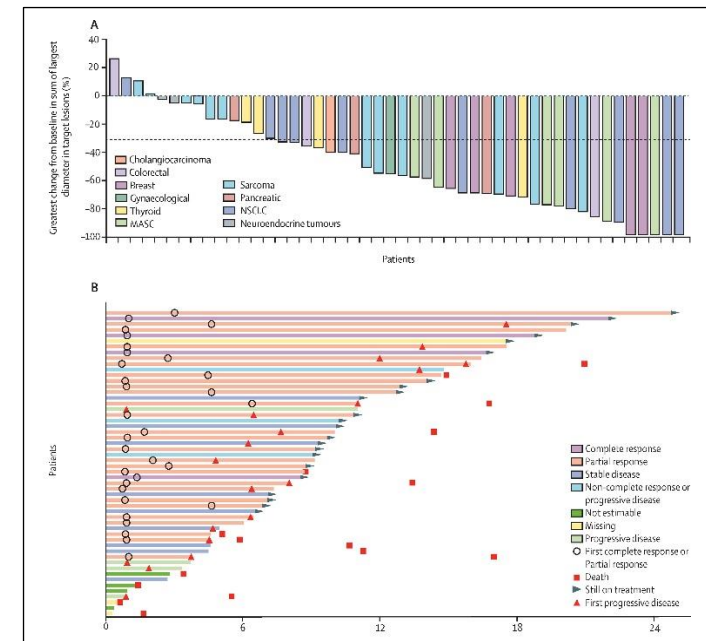 A
Greatest change from baseline in sum of largest
diameter in target lesions (%)
40
20
0
−20
−40
−60
−80
−100
Cholangiocarcinoma
Colorectal
Breast
Gynaecological
Thyroid
MASC
Sarcoma
Pancreatic
NSCLC
Neuroendocrine tumours
Patients
B
Patients
Complete response
Partial response
Stable disease
Non-complete response or
progressive disease
Not estimable
Missing
Progressive disease
First complete response or
Partial response
Death
Still on treatment
First progressive disease
0
6
12
18
24